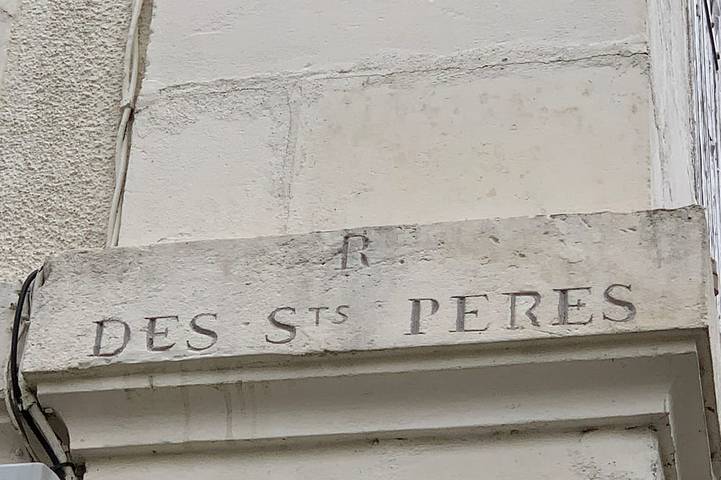 R
DES STS PERES